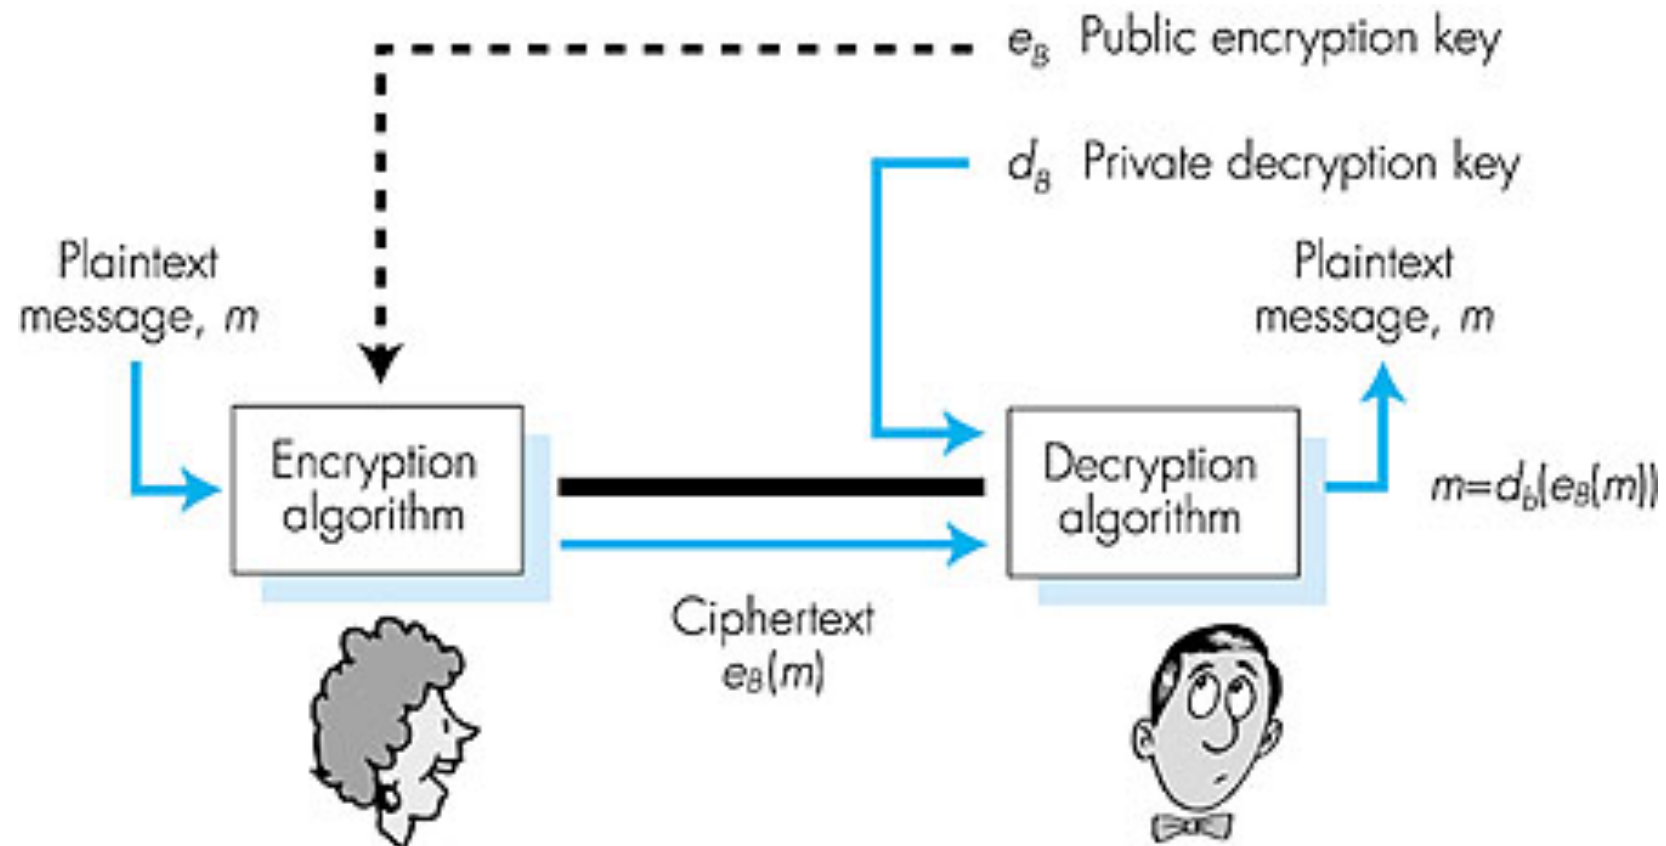 e_B Public encryption key
d_B Private decryption key
Plaintext
message, m
Plaintext
message, m
Encryption
algorithm
Decryption
algorithm
m=d_b(e_B(m))
Ciphertext
e_B(m)